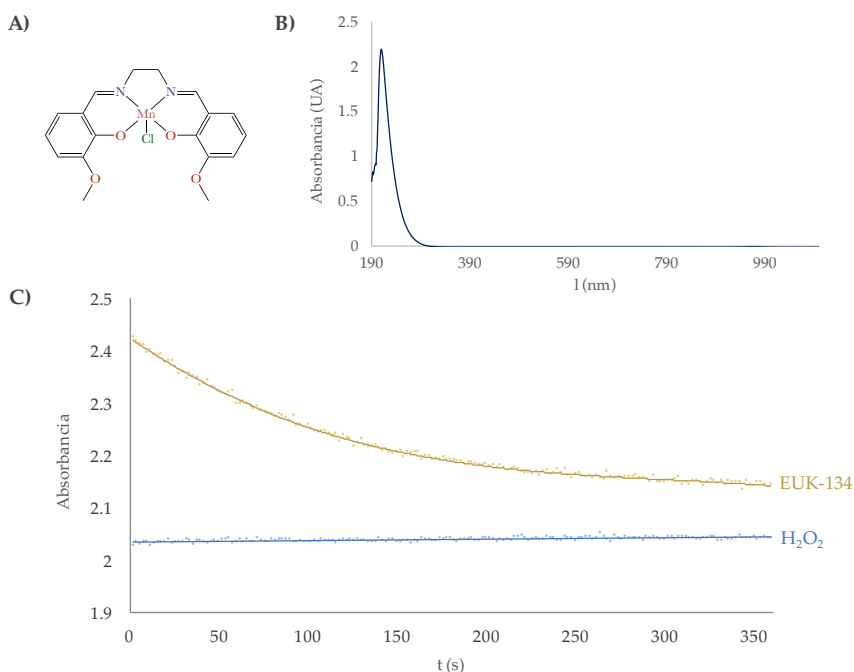 A)
N
N
Mn
O
O
Cl
O
O
B)
Absorbancia (UA)
2.5
2
1.5
1
0.5
0
190
390
590
790
990
l (nm)
C)
Absorbancia
2.5
2.4
2.3
2.2
2.1
2
1.9
EUK-134
H₂O₂
0
50
100
150
200
250
300
350
t (s)